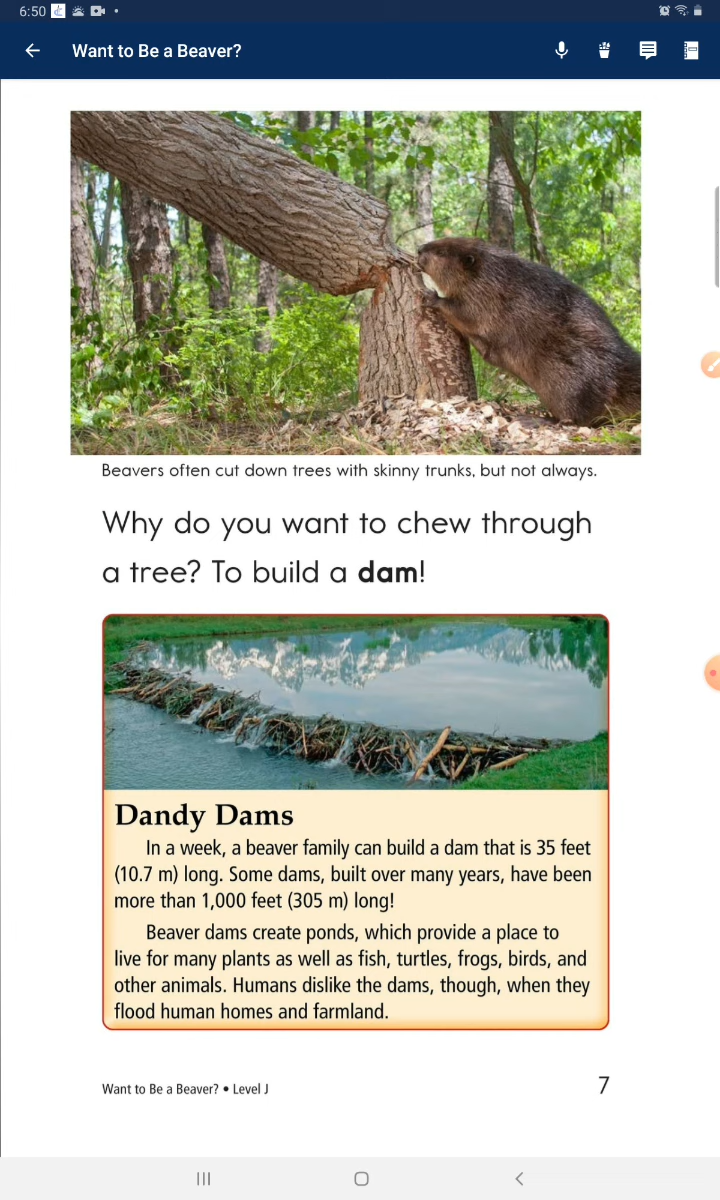 6:50
Want to Be a Beaver?
Beavers often cut down trees with skinny trunks, but not always.
Why do you want to chew through
a tree? To build a dam!
Dandy Dams
In a week, a beaver family can build a dam that is 35 feet
(10.7 m) long. Some dams, built over many years, have been
more than 1,000 feet (305 m) long!
Beaver dams create ponds, which provide a place to
live for many plants as well as fish, turtles, frogs, birds, and
other animals. Humans dislike the dams, though, when they
flood human homes and farmland.
Want to Be a Beaver? • Level J
7